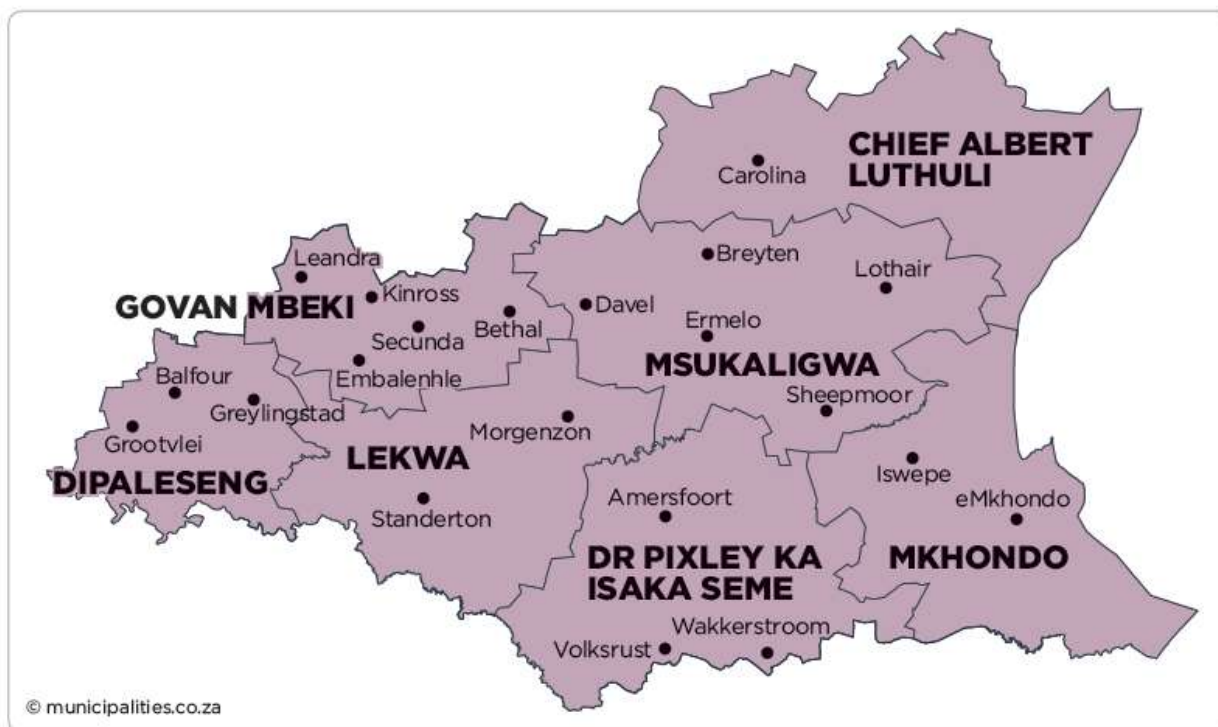 CHIEF ALBERT
LUTHULI
Carolina
Breyten
Lothair
Leandra
Kinross
GOVAN MBEKI
Davel
Bethal
Secunda
Ermelo
Embalenhle
MSUKALIGWA
Balfour
Greylingstad
Sheepmoor
Grootvlei
Morgenzon
LEKWA
DIPALESENG
Iswepe
Standerton
Amersfoort
eMkhondo
DR PIXLEY KA
ISAKA SEME
MKHONDO
Wakkerstroom
Volksrust
© municipalities.co.za